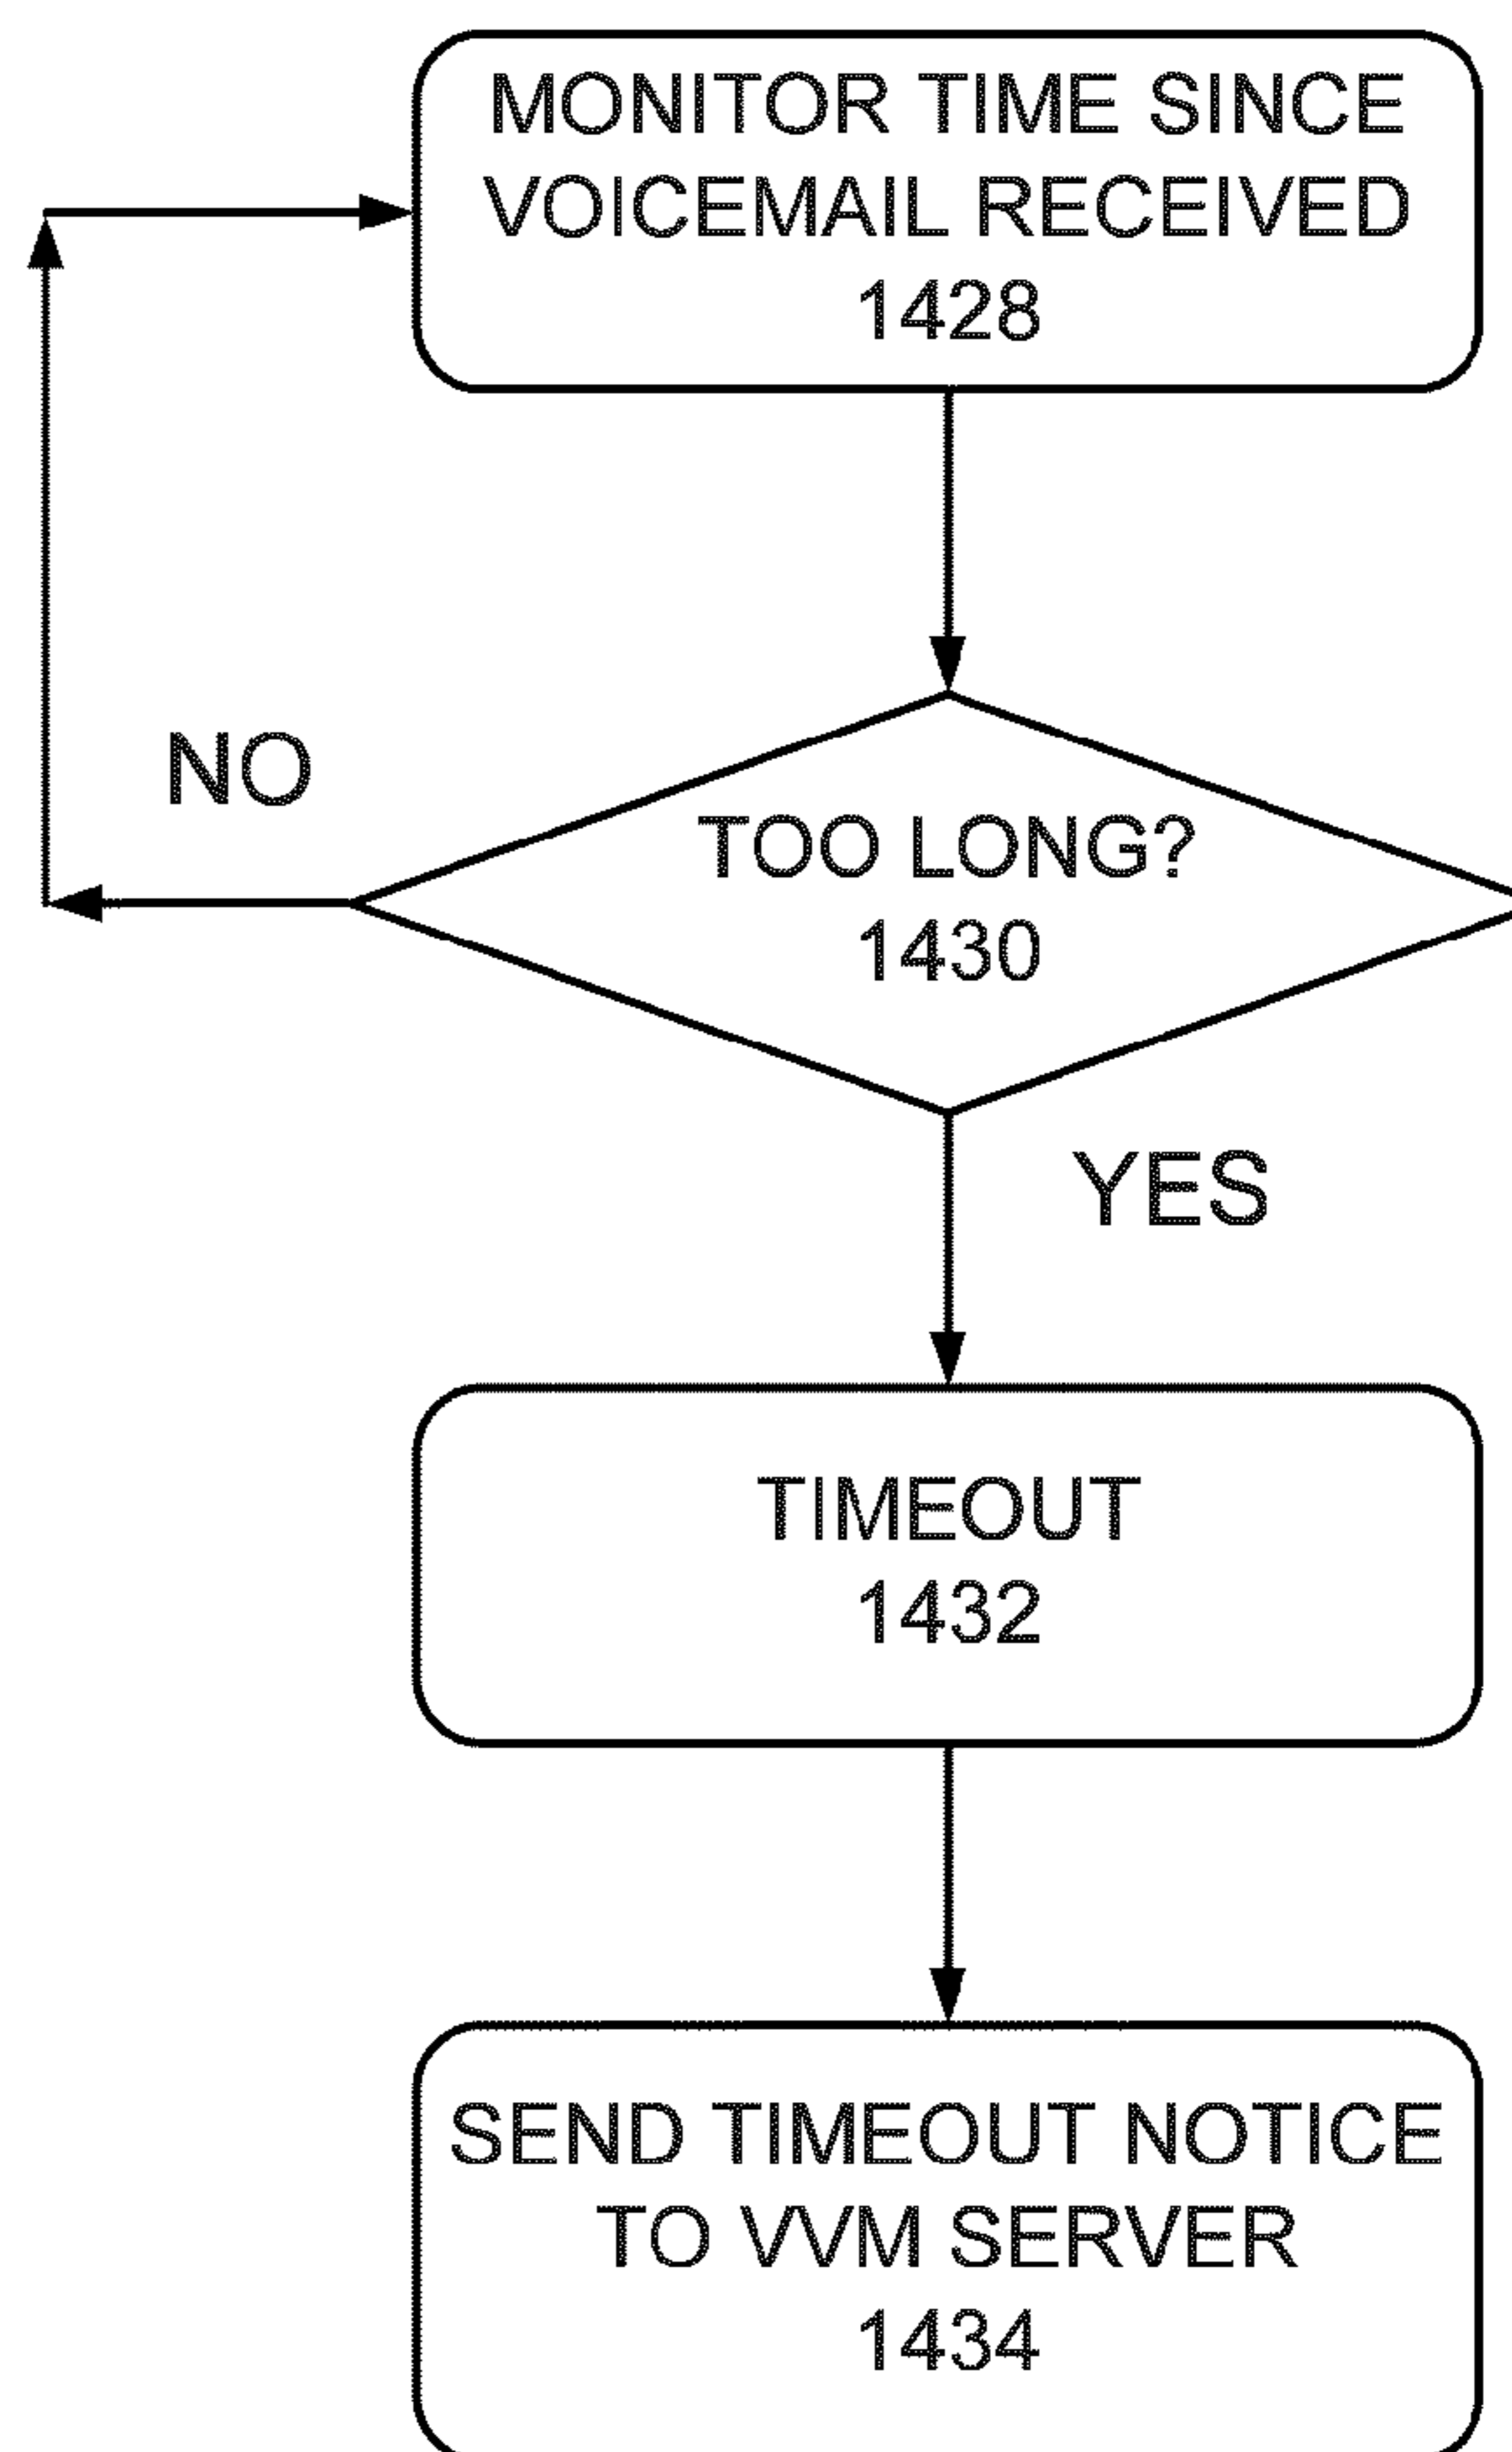 MONITOR TIME SINCE
VOICEMAIL RECEIVED
1428
NO
TOO LONG?
1430
YES
TIMEOUT
1432
SEND TIMEOUT NOTICE
TO VVM SERVER
1434